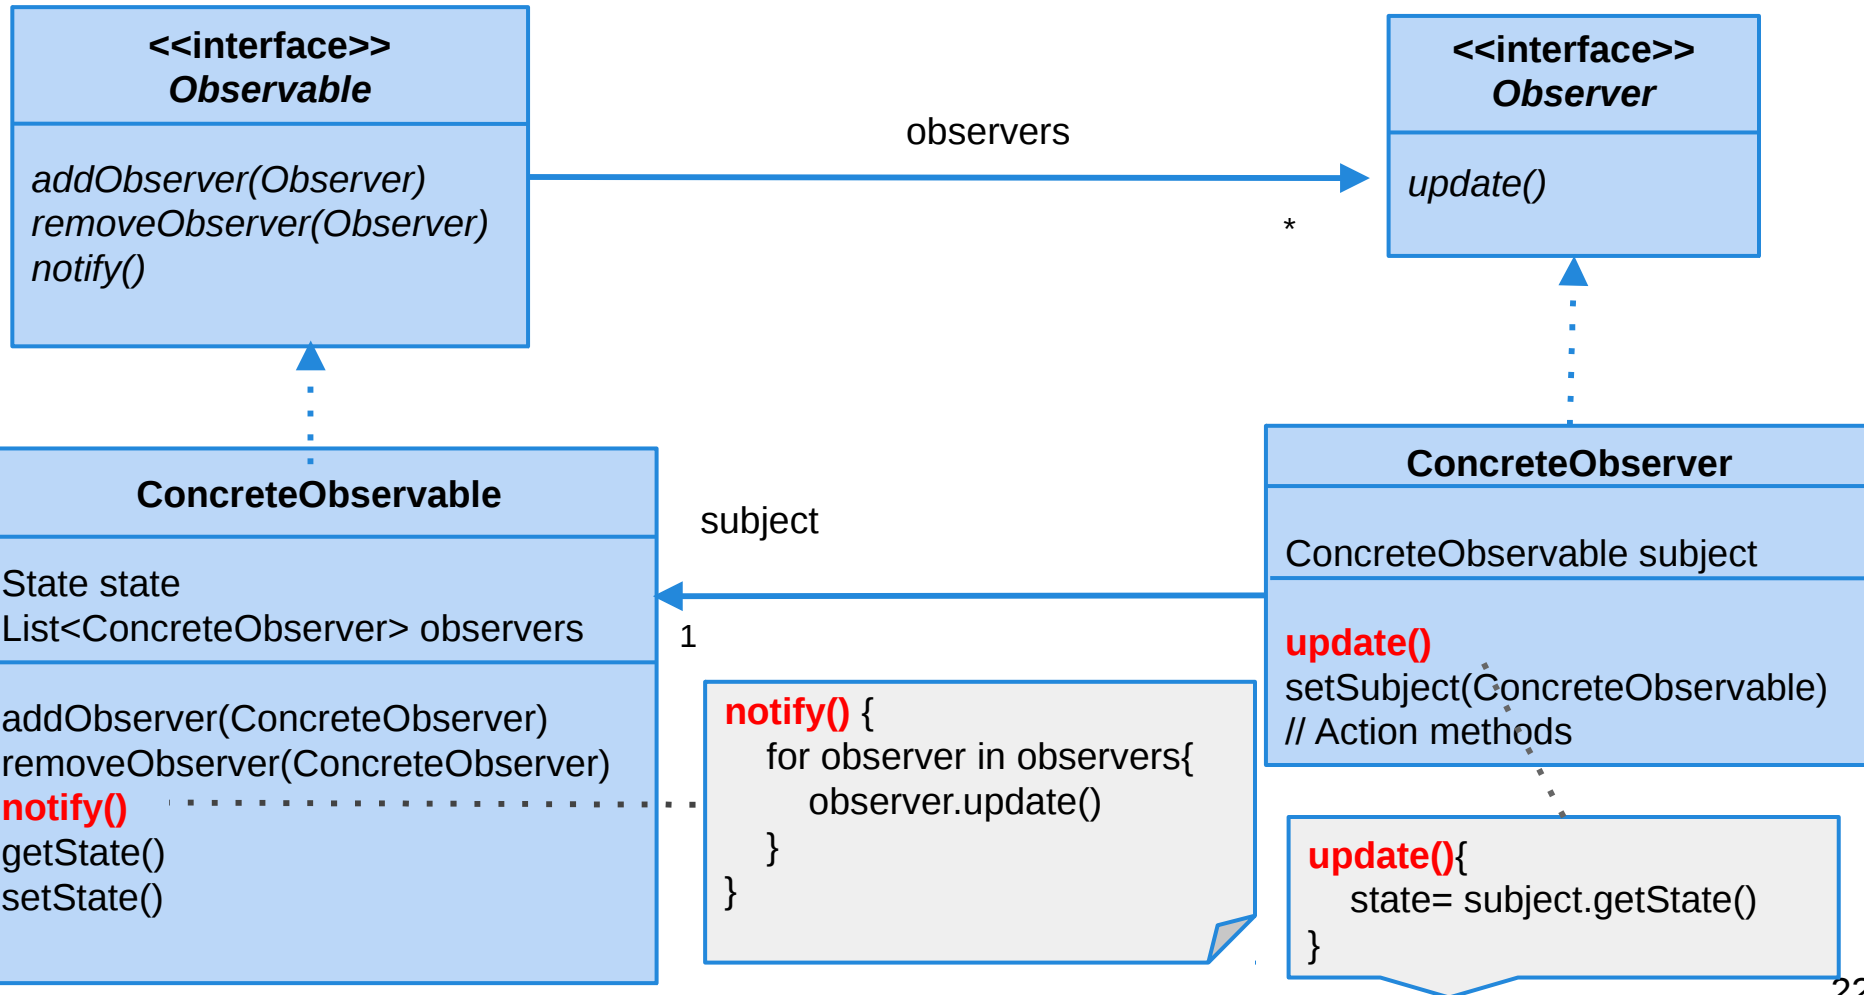 <<interface>>
Observable
addObserver(Observer)
removeObserver(Observer)
notify()
observers
*
<<interface>>
Observer
update()
ConcreteObservable
State state
List<ConcreteObserver> observers
addObserver(ConcreteObserver)
removeObserver(ConcreteObserver)
notify()
getState()
setState()
subject
1
ConcreteObserver
ConcreteObservable subject
update()
setSubject(ConcreteObservable)
// Action methods
notify() {
for observer in observers{
observer.update()
}
}
update(){
state= subject.getState()
}
22